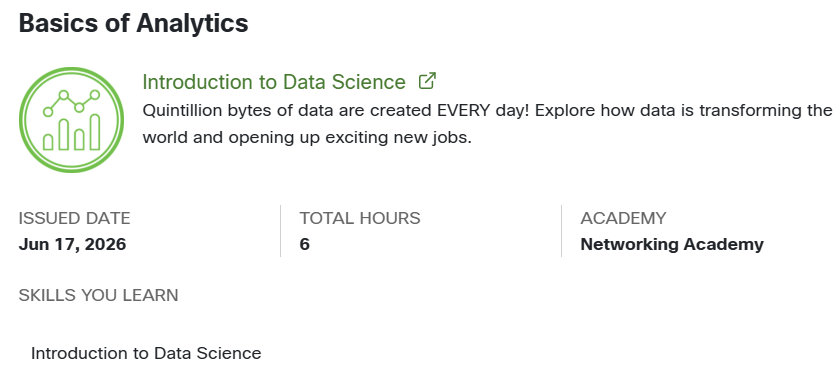 Basics of Analytics
Introduction to Data Science
Quintillion bytes of data are created EVERY day! Explore how data is transforming the
world and opening up exciting new jobs.
ISSUED DATE
Jun 17, 2026
TOTAL HOURS
6
ACADEMY
Networking Academy
SKILLS YOU LEARN
Introduction to Data Science